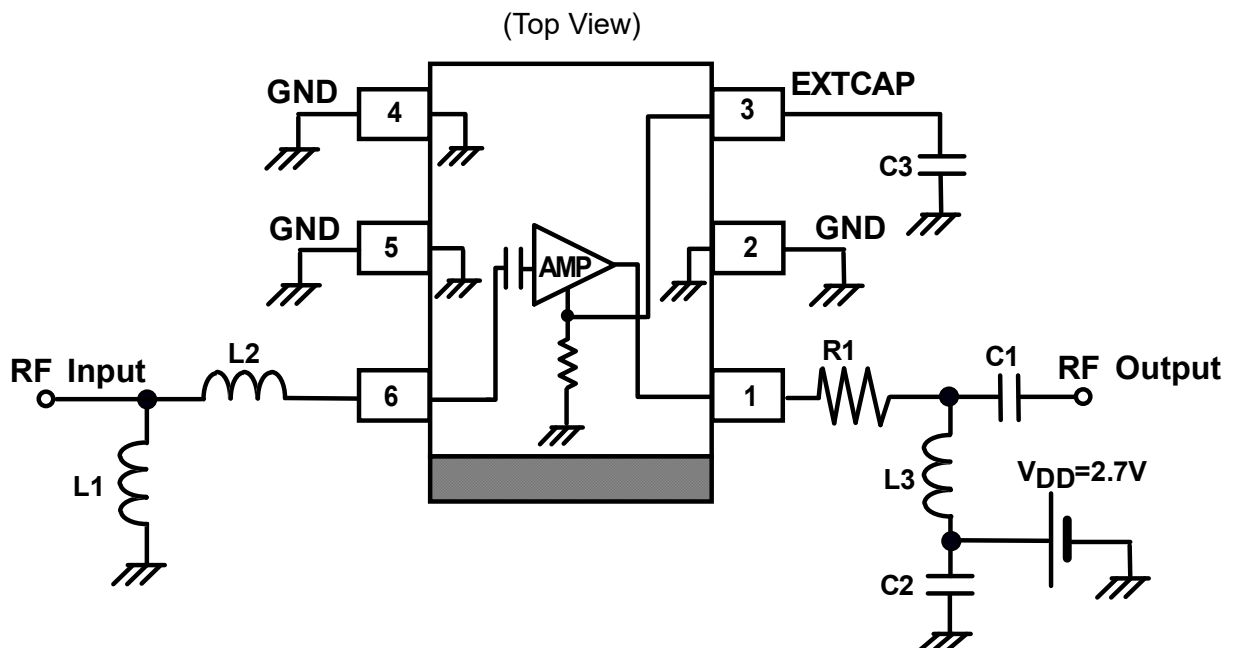 (Top View)
GND
4
3
EXTCAP
C3
GND
5
2
GND
AMP
RF Input
L2
6
1
R1
C1
RF Output
L1
L3
VDD=2.7V
C2